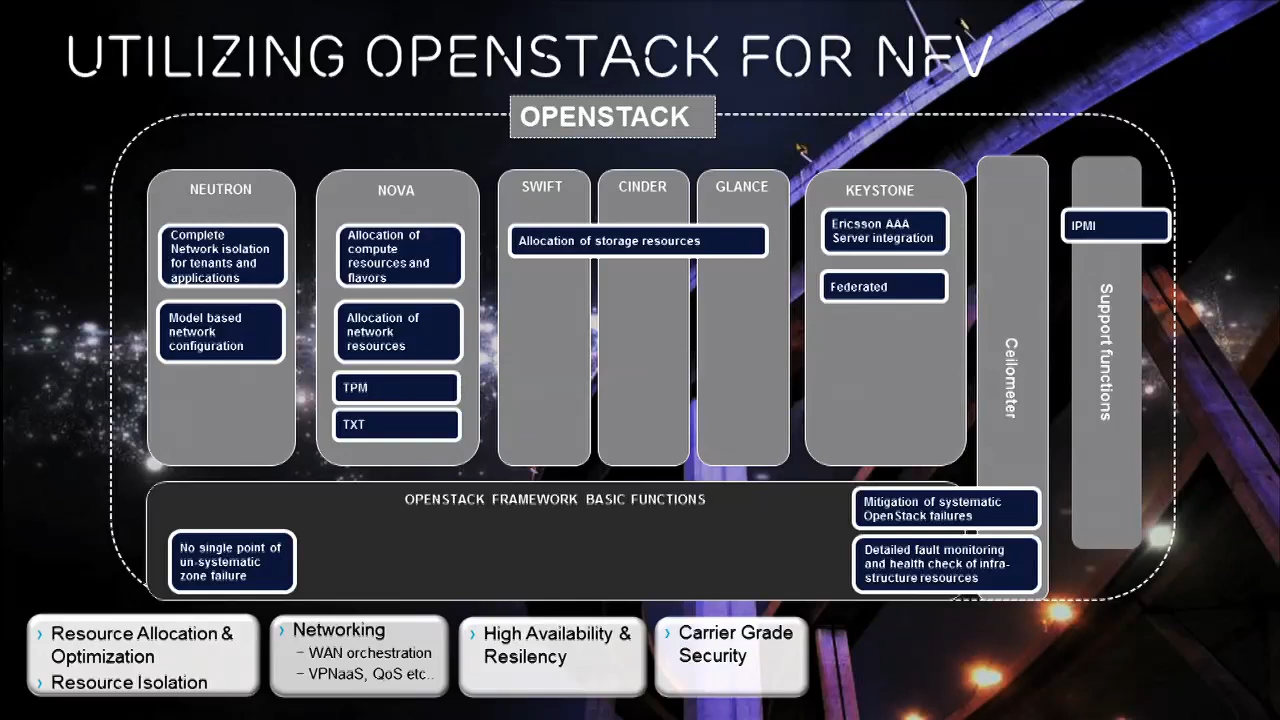 UTILIZING OPENSTACK FOR NFV
OPENSTACK
NEUTRON
Complete
Network isolation
for tenants and
applications
Model based
network
configuration
NOVA
Allocation of
compute
resources and
flavors
Allocation of
network
resources
TPM
TXT
SWIFT
CINDER
GLANCE
Allocation of storage resources
KEYSTONE
Ericsson AAA
Server integration
Federated
Ceilometer
IPMI
Support functions
OPENSTACK FRAMEWORK BASIC FUNCTIONS
No single point of
un-systematic
zone failure
Mitigation of systematic
OpenStack failures
Detailed fault monitoring
and health check of infra-
structure resources
› Resource Allocation &
Optimization
› Resource Isolation
› Networking
– WAN orchestration
– VPNaaS, QoS etc..
› High Availability &
Resilency
› Carrier Grade
Security